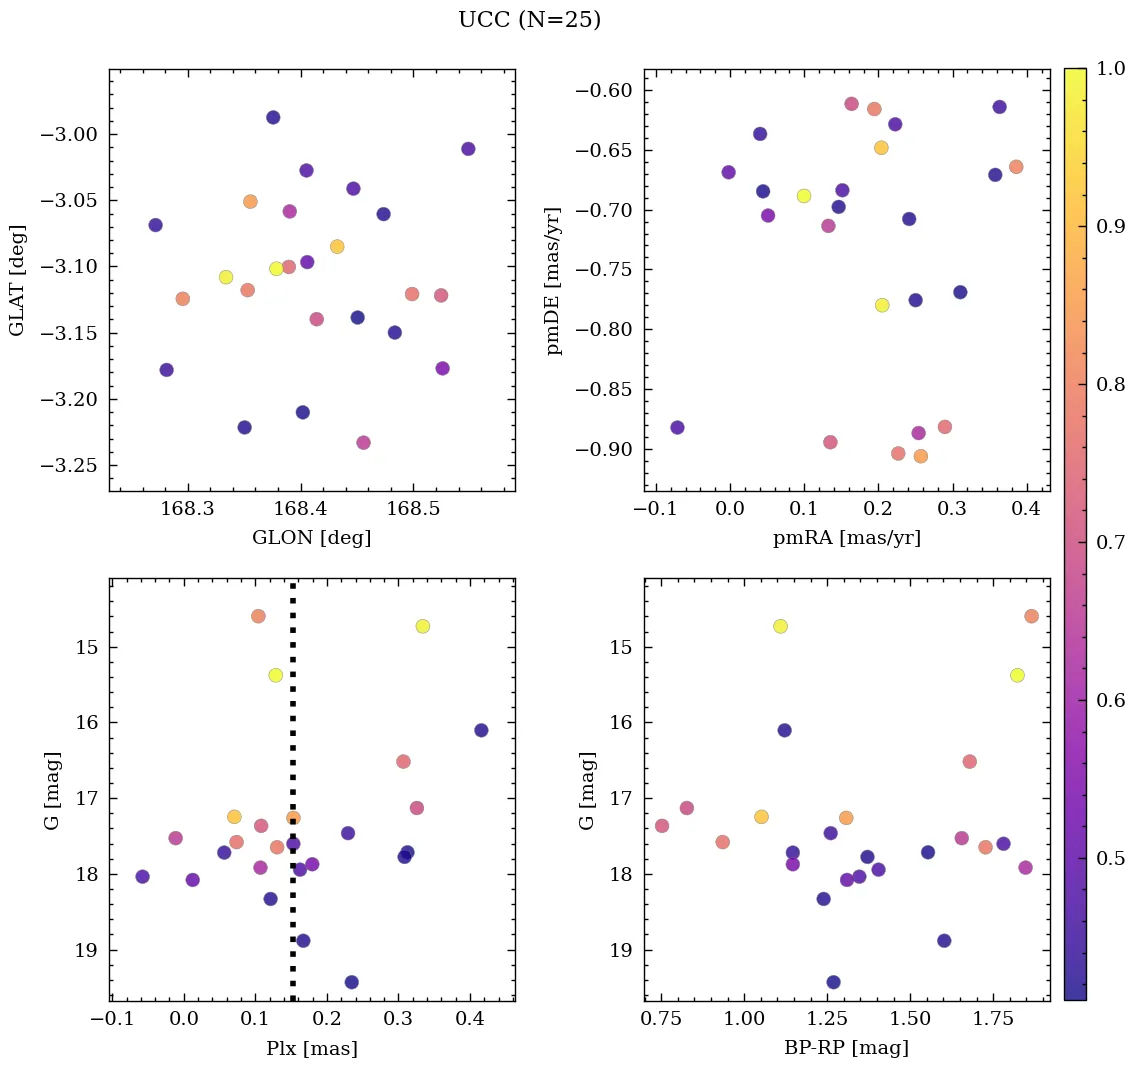 UCC (N=25)
−3.00
−3.05
−3.10
−3.15
−3.20
−3.25
GLAT [deg]
168.3 168.4 168.5
GLON [deg]
−0.60
−0.65
−0.70
−0.75
−0.80
−0.85
−0.90
pmDE [mas/yr]
−0.1 0.0 0.1 0.2 0.3 0.4
pmRA [mas/yr]
15
16
17
18
19
G [mag]
−0.1 0.0 0.1 0.2 0.3 0.4
Plx [mas]
15
16
17
18
19
G [mag]
0.75 1.00 1.25 1.50 1.75
BP-RP [mag]
1.0
0.9
0.8
0.7
0.6
0.5